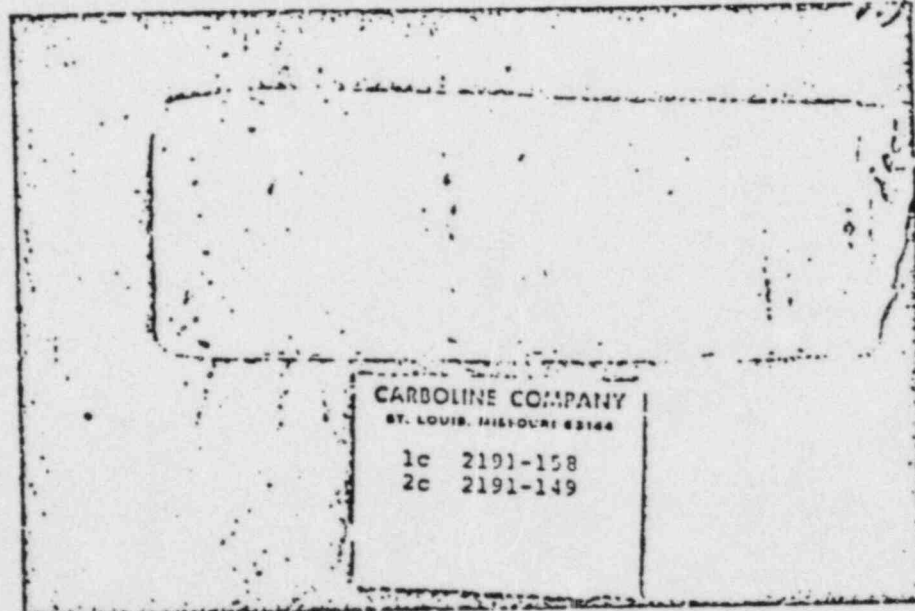 CARBOLINE COMPANY
ST. LOUIS, MISSOURI 63144
1c 2191-158
2c 2191-149